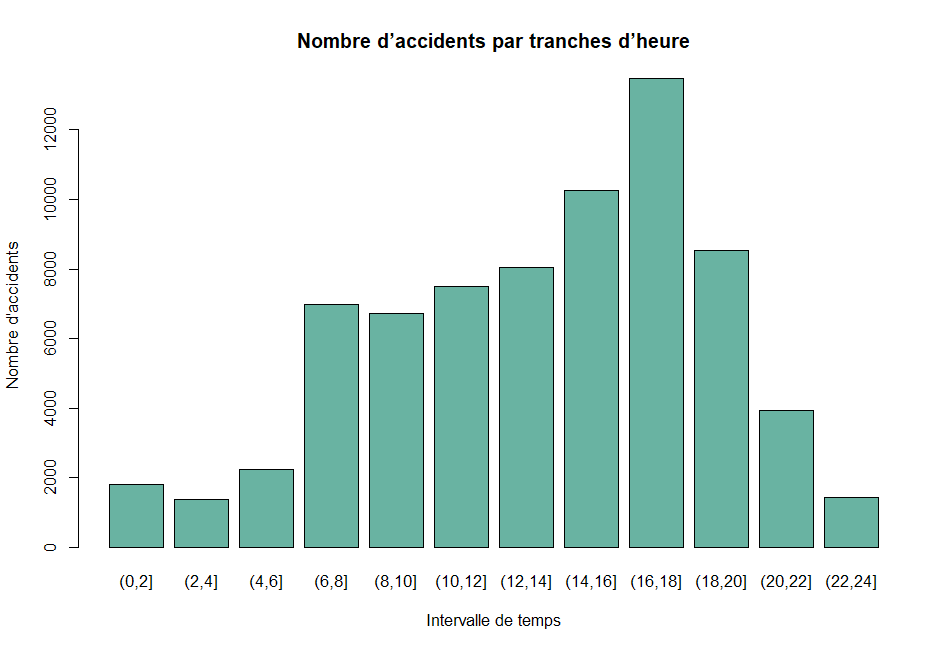 Nombre d’accidents par tranches d’heure
Nombre d'accidents
12000
10000
8000
6000
4000
2000
0
(0,2] (2,4] (4,6] (6,8] (8,10] (10,12] (12,14] (14,16] (16,18] (18,20] (20,22] (22,24]
Intervalle de temps